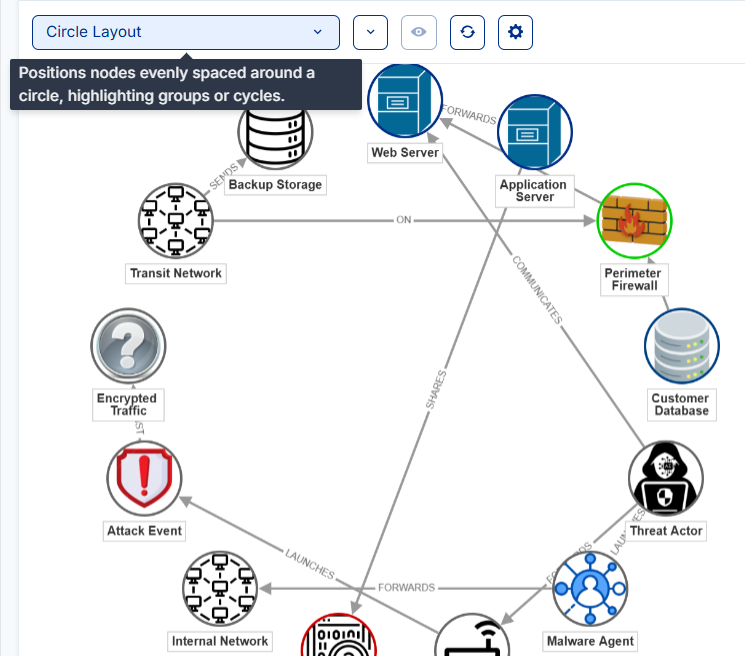 Circle Layout
Positions nodes evenly spaced around a
circle, highlighting groups or cycles.
FORWARDS
Web Server
SENDS
Backup Storage
Application
Server
ON
Transit Network
Perimeter
Firewall
COMMUNICATES
SHARES
Encrypted
Traffic
Customer
Database
Attack Event
Threat Actor
LAUNCHES
FORWARDS
Internal Network
Malware Agent